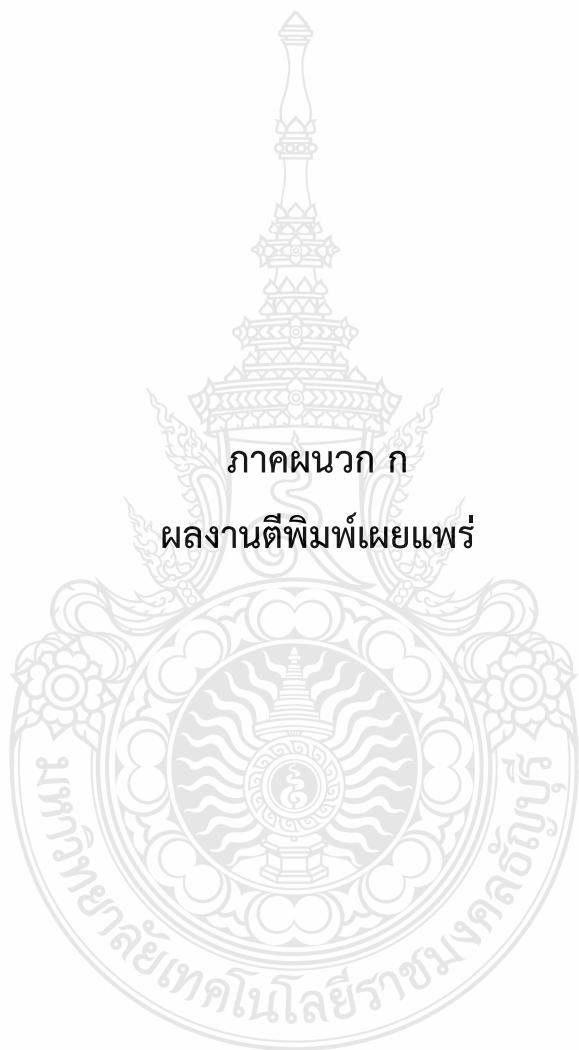 ภาคผนวก ก
ผลงานตีพิมพ์เผยแพร่
มหาวิทยาลัยเทคโนโลยีราชมงคลธัญบุรี